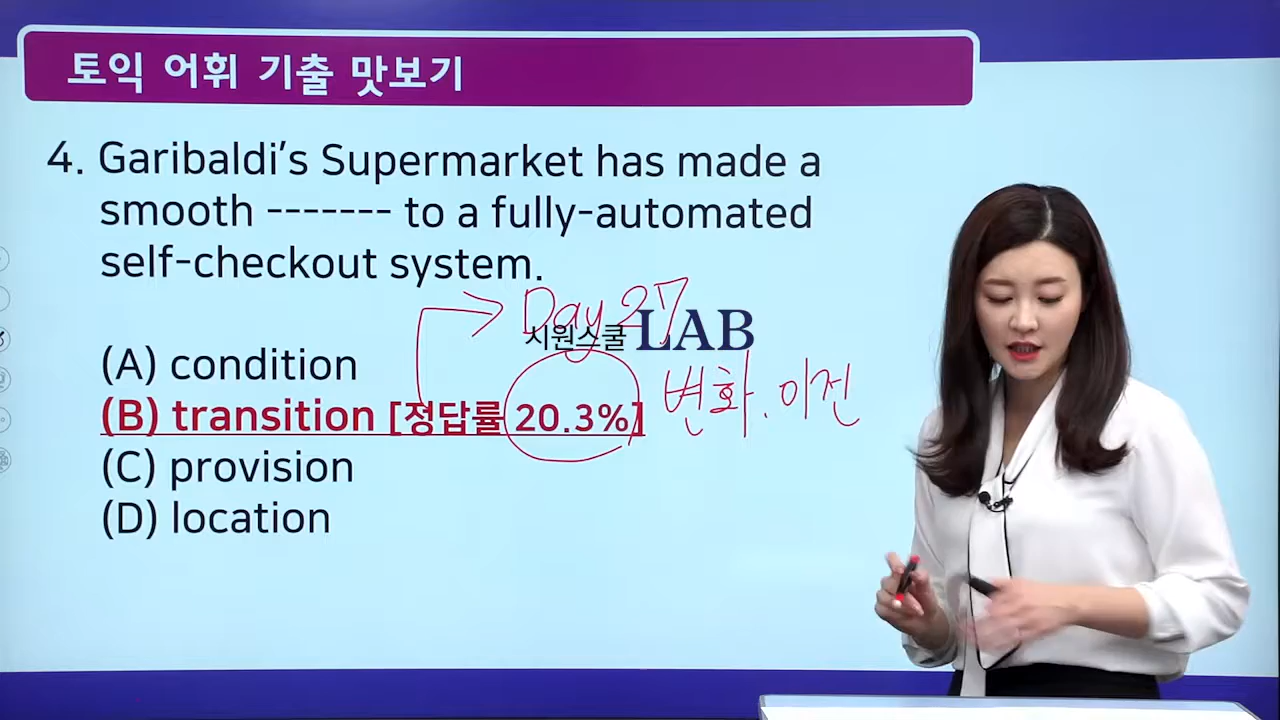 토익 어휘 기출 맛보기
4. Garibaldi's Supermarket has made a
smooth ------- to a fully-automated
self-checkout system.
Day 27
시원스쿨 LAB
(A) condition
(B) transition [정답률 20.3%]
변화. 이전
(C) provision
(D) location